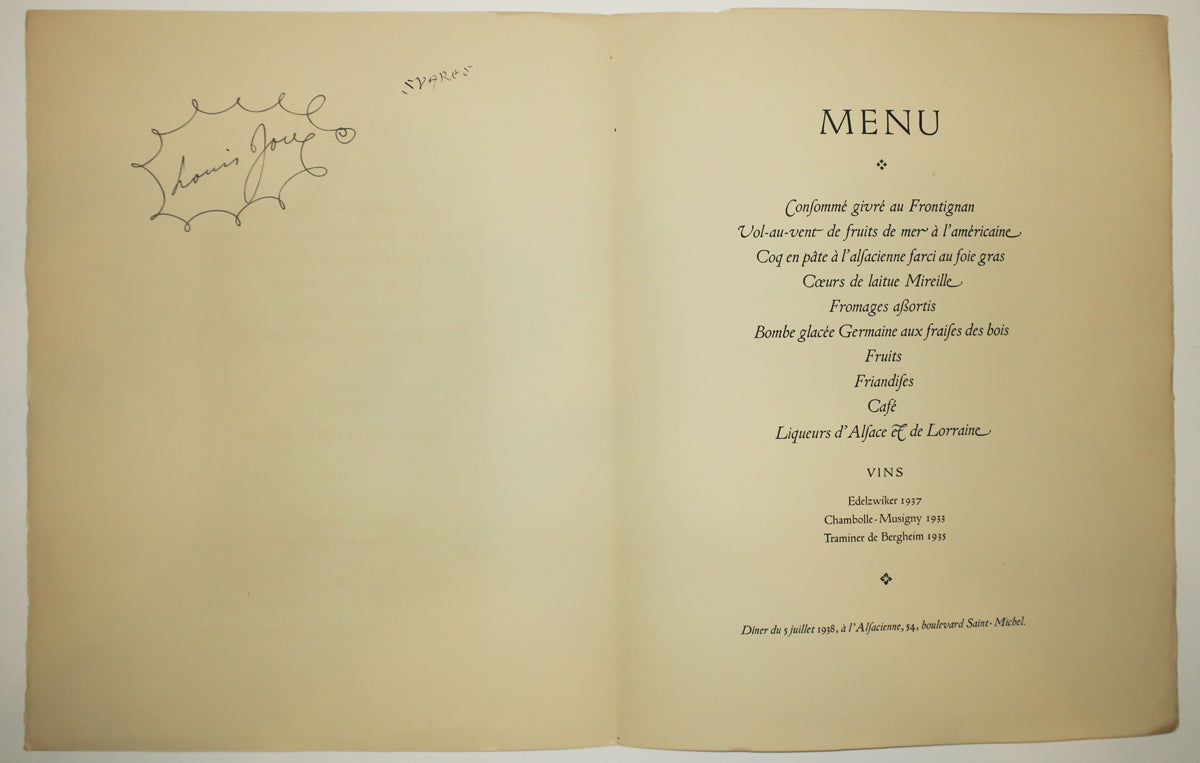 SVARES
Louis Jou
MENU
Conſommé givré au Frontignan
Vol-au-vent de fruits de mer à l'américaine
Coq en pâte à l'alſacienne farci au foie gras
Cœurs de laitue Mireille
Fromages aßortis
Bombe glacée Germaine aux fraiſes des bois
Fruits
Friandiſes
Café
Liqueurs d'Alſace & de Lorraine
VINS
Edelzwiker 1937
Chambolle-Musigny 1933
Traminer de Bergheim 1935
Dîner du 5 juillet 1938, à l'Alſacienne, 54, boulevard Saint-Michel.